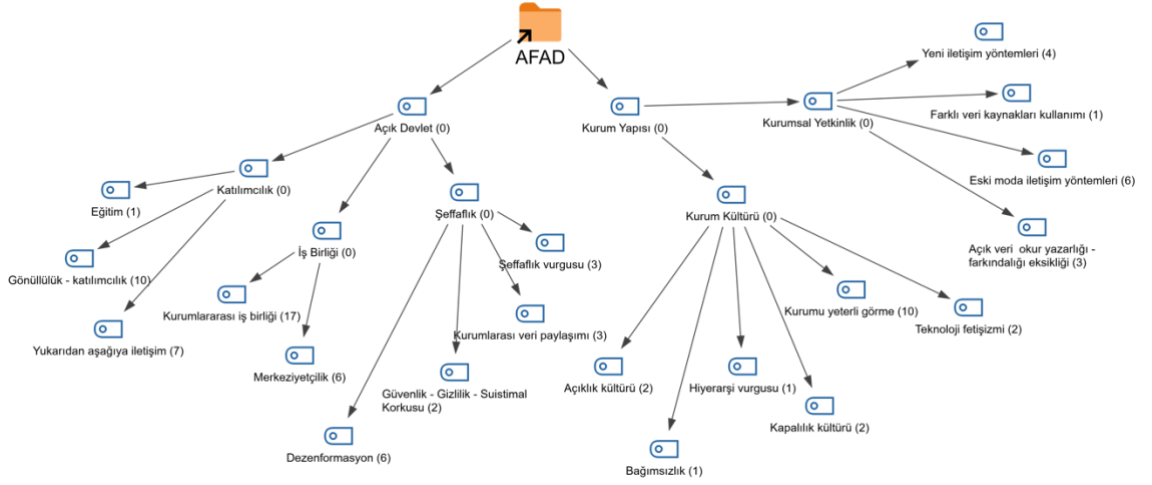 AFAD
Yeni iletişim yöntemleri (4)
Açık Devlet (0)
Kurum Yapısı (0)
Kurumsal Yetkinlik (0)
Farklı veri kaynakları kullanımı (1)
Eski moda iletişim yöntemleri (6)
Katılımcılık (0)
Eğitim (1)
Şeffaflık (0)
Kurum Kültürü (0)
Açık veri okur yazarlığı -
farkındalığı eksikliği (3)
İş Birliği (0)
Şeffaflık vurgusu (3)
Gönüllülük - katılımcılık (10)
Kurumlararası iş birliği (17)
Kurumu yeterli görme (10)
Teknoloji fetişizmi (2)
Kurumlarası veri paylaşımı (3)
Yukarıdan aşağıya iletişim (7)
Merkeziyetçilik (6)
Güvenlik - Gizlilik - Suistimal
Korkusu (2)
Açıklık kültürü (2)
Hiyerarşi vurgusu (1)
Kapalılık kültürü (2)
Dezenformasyon (6)
Bağımsızlık (1)